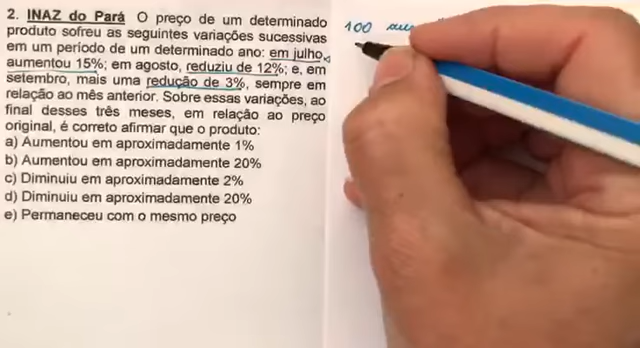 2. INAZ do Pará O preço de um determinado
produto sofreu as seguintes variações sucessivas
em um período de um determinado ano: em julho,
aumentou 15%; em agosto, reduziu de 12%; e, em
setembro, mais uma redução de 3%, sempre em
relação ao mês anterior. Sobre essas variações, ao
final desses três meses, em relação ao preço
original, é correto afirmar que o produto:
a) Aumentou em aproximadamente 1%
b) Aumentou em aproximadamente 20%
c) Diminuiu em aproximadamente 2%
d) Diminuiu em aproximadamente 20%
e) Permaneceu com o mesmo preço
100